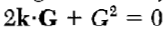 2k·G + G² = 0